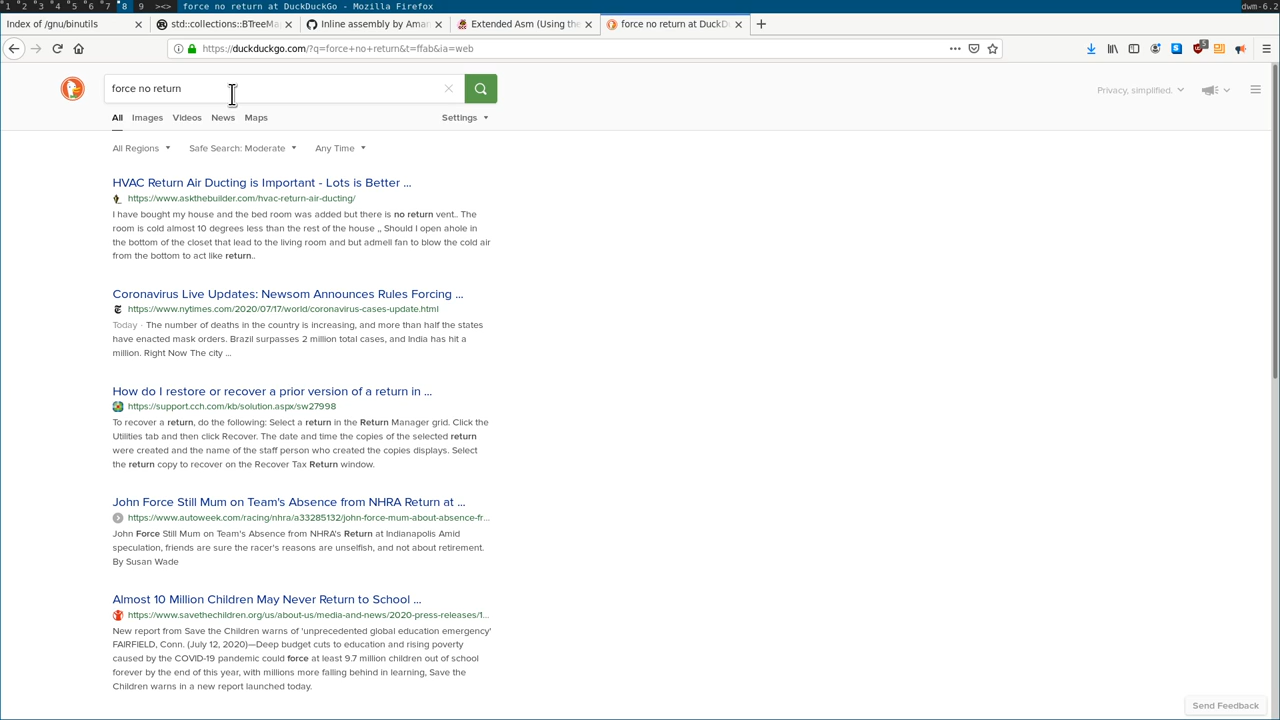 1 2 3 4 5 6 7 8 9 ><> force no return at DuckDuckGo - Mozilla Firefox dwm-6.2
Index of /gnu/binutils
std::collections::BTreeMa
Inline assembly by Aman
Extended Asm (Using the
force no return at DuckD
https://duckduckgo.com/?q=force+no+return&t=ffab&ia=web
force no return
Privacy, simplified.
All Images Videos News Maps Settings
All Regions Safe Search: Moderate Any Time
HVAC Return Air Ducting is Important - Lots is Better ...
https://www.askthebuilder.com/hvac-return-air-ducting/
I have bought my house and the bed room was added but there is no return vent.. The
room is cold almost 10 degrees less than the rest of the house ,, Should I open ahole in
the bottom of the closet that lead to the living room and but admell fan to blow the cold air
from the bottom to act like return..
Coronavirus Live Updates: Newsom Announces Rules Forcing ...
https://www.nytimes.com/2020/07/17/world/coronavirus-cases-update.html
Today · The number of deaths in the country is increasing, and more than half the states
have enacted mask orders. Brazil surpasses 2 million total cases, and India has hit a
million. Right Now The city ...
How do I restore or recover a prior version of a return in ...
https://support.cch.com/kb/solution.aspx/sw27998
To recover a return, do the following: Select a return in the Return Manager grid. Click the
Utilities tab and then click Recover. The date and time the copies of the selected return
were created and the name of the staff person who created the copies displays. Select
the return copy to recover on the Recover Tax Return window.
John Force Still Mum on Team's Absence from NHRA Return at ...
https://www.autoweek.com/racing/nhra/a33285132/john-force-mum-about-absence-fr...
John Force Still Mum on Team's Absence from NHRA's Return at Indianapolis Amid
speculation, friends are sure the racer's reasons are unselfish, and not about retirement.
By Susan Wade
Almost 10 Million Children May Never Return to School ...
https://www.savethechildren.org/us/about-us/media-and-news/2020-press-releases/1...
New report from Save the Children warns of 'unprecedented global education emergency'
FAIRFIELD, Conn. (July 12, 2020)—Deep budget cuts to education and rising poverty
caused by the COVID-19 pandemic could force at least 9.7 million children out of school
forever by the end of this year, with millions more falling behind in learning, Save the
Children warns in a new report launched today.
Send Feedback